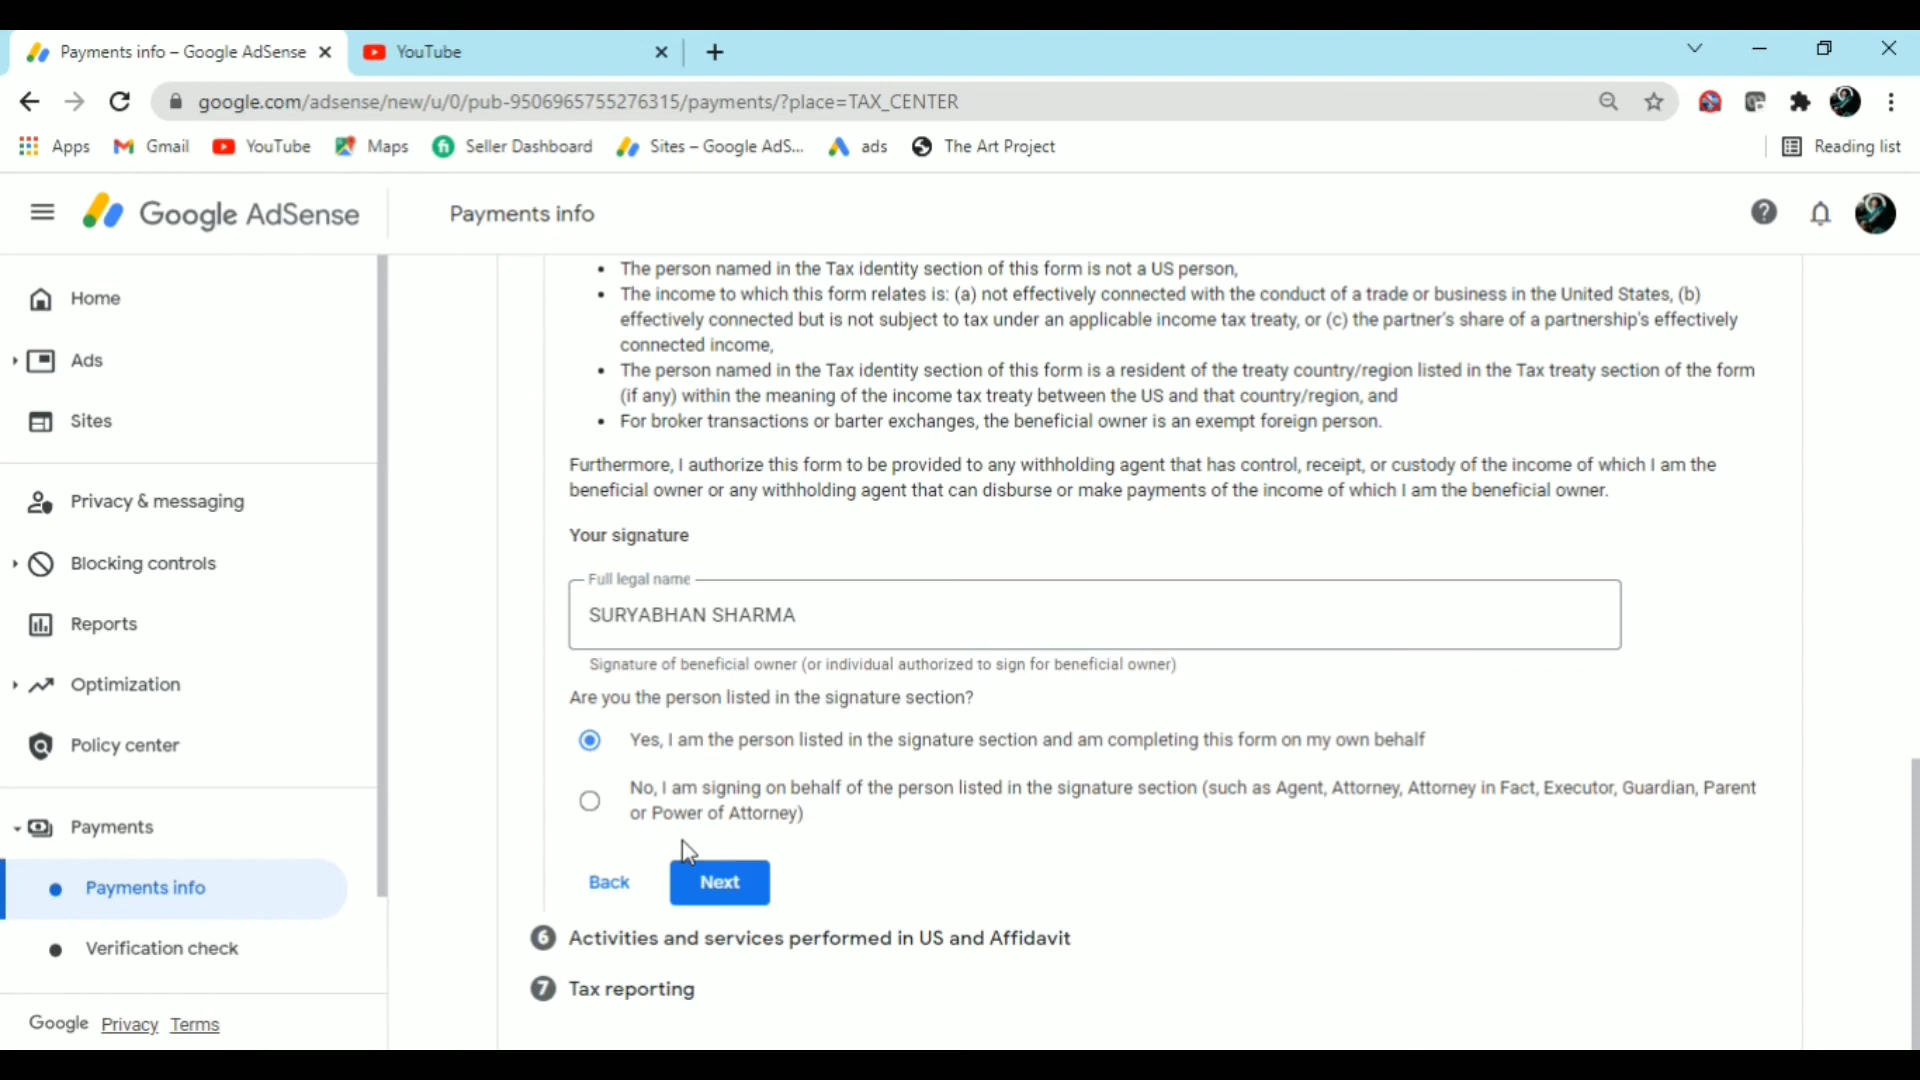 Payments info – Google AdSense
YouTube
google.com/adsense/new/u/0/pub-9506965755276315/payments/?place=TAX_CENTER
Apps
Gmail
YouTube
Maps
Seller Dashboard
Sites – Google AdS...
ads
The Art Project
Reading list
Google AdSense
Payments info
Home
Ads
Sites
Privacy & messaging
Blocking controls
Reports
Optimization
Policy center
Payments
Payments info
Verification check
Google Privacy Terms
• The person named in the Tax identity section of this form is not a US person,
• The income to which this form relates is: (a) not effectively connected with the conduct of a trade or business in the United States, (b)
effectively connected but is not subject to tax under an applicable income tax treaty, or (c) the partner's share of a partnership's effectively
connected income,
• The person named in the Tax identity section of this form is a resident of the treaty country/region listed in the Tax treaty section of the form
(if any) within the meaning of the income tax treaty between the US and that country/region, and
• For broker transactions or barter exchanges, the beneficial owner is an exempt foreign person.
Furthermore, I authorize this form to be provided to any withholding agent that has control, receipt, or custody of the income of which I am the
beneficial owner or any withholding agent that can disburse or make payments of the income of which I am the beneficial owner.
Your signature
Full legal name
SURYABHAN SHARMA
Signature of beneficial owner (or individual authorized to sign for beneficial owner)
Are you the person listed in the signature section?
Yes, I am the person listed in the signature section and am completing this form on my own behalf
No, I am signing on behalf of the person listed in the signature section (such as Agent, Attorney, Attorney in Fact, Executor, Guardian, Parent
or Power of Attorney)
Back
Next
6 Activities and services performed in US and Affidavit
7 Tax reporting